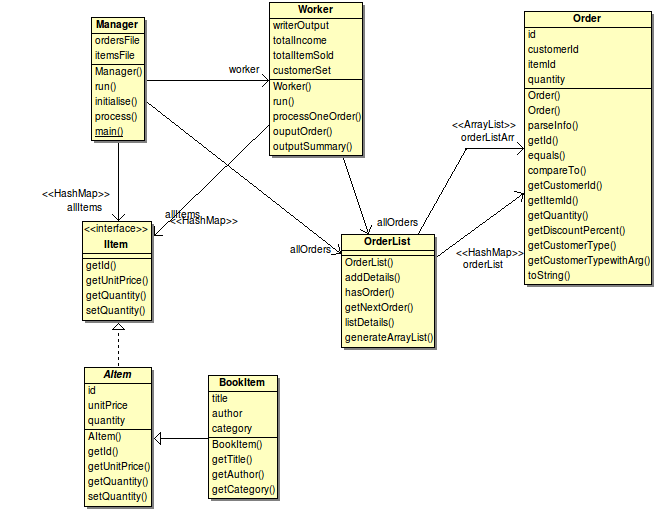 Manager
ordersFile
itemsFile
Manager()
run()
initialise()
process()
main()
Worker
writerOutput
totalIncome
totalItemSold
customerSet
Worker()
run()
processOneOrder()
ouputOrder()
outputSummary()
Order
id
customerId
itemId
quantity
Order()
Order()
parseInfo()
getId()
equals()
compareTo()
getCustomerId()
getItemId()
getQuantity()
getDiscountPercent()
getCustomerType()
getCustomerTypewithArg()
toString()
worker
<<ArrayList>>
orderListArr
<<HashMap>>
allItems
allItems
<<HashMap>>
allOrders
allOrders
<<HashMap>>
orderList
<<interface>>
IItem
getId()
getUnitPrice()
getQuantity()
setQuantity()
OrderList
OrderList()
addDetails()
hasOrder()
getNextOrder()
listDetails()
generateArrayList()
AItem
id
unitPrice
quantity
AItem()
getId()
getUnitPrice()
getQuantity()
setQuantity()
BookItem
title
author
category
BookItem()
getTitle()
getAuthor()
getCategory()